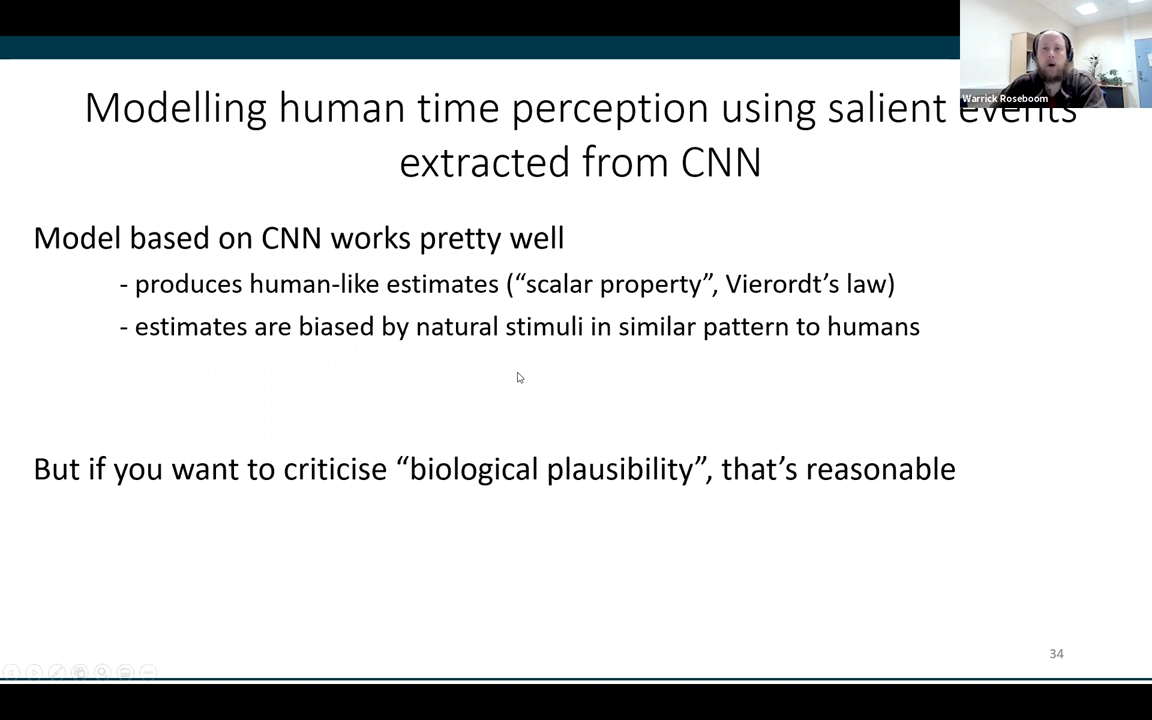 Warrick Roseboom
Modelling human time perception using salient events
extracted from CNN
Model based on CNN works pretty well
- produces human-like estimates (“scalar property”, Vierordt’s law)
- estimates are biased by natural stimuli in similar pattern to humans
But if you want to criticise “biological plausibility”, that’s reasonable
34